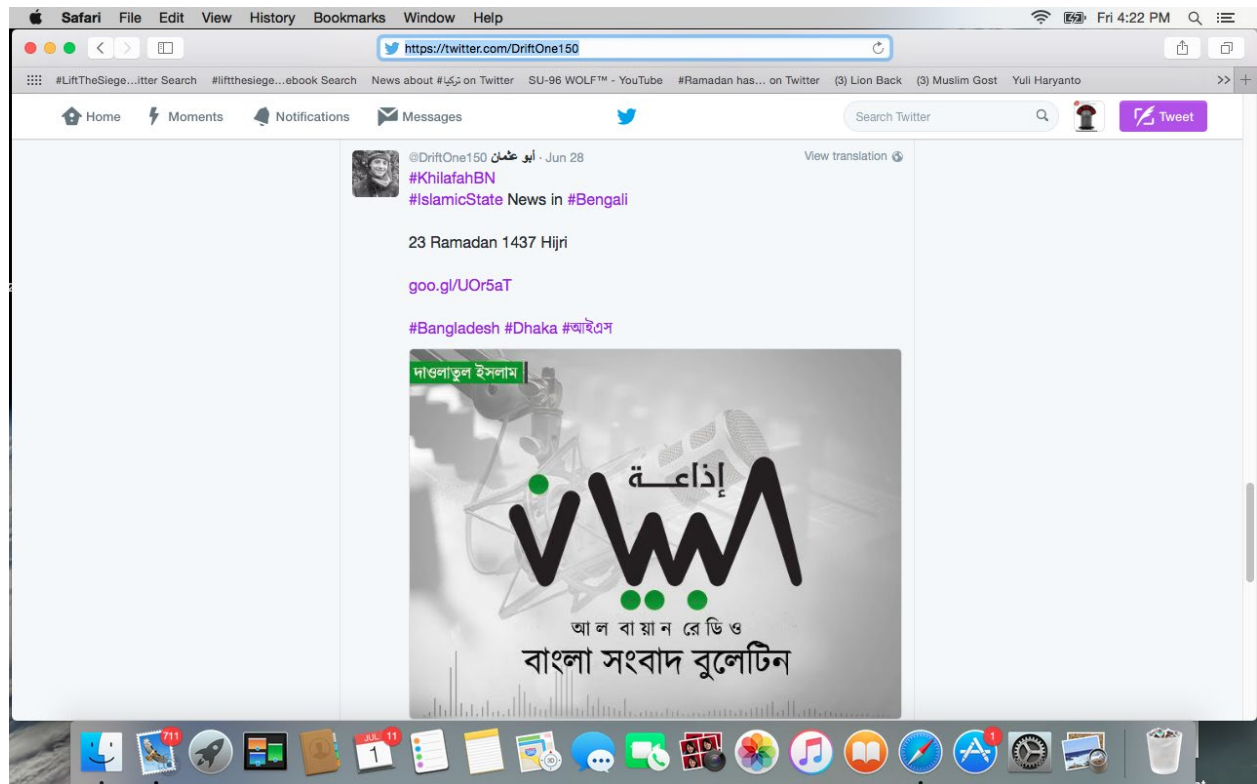 Safari File Edit View History Bookmarks Window Help Fri 4:22 PM
https://twitter.com/DriftOne150
#LiftTheSiege...itter Search #liftthesiege...ebook Search News about #تركيا on Twitter SU-96 WOLF™ - YouTube #Ramadan has... on Twitter (3) Lion Back (3) Muslim Gost Yuli Haryanto >> +
Home Moments Notifications Messages Search Twitter Tweet
@DriftOne150 أبو عثمان · Jun 28 View translation
#KhilafahBN
#IslamicState News in #Bengali
23 Ramadan 1437 Hijri
goo.gl/UOr5aT
#Bangladesh #Dhaka #আইএস
দাওলাতুল ইসলাম
إذاعـــة
البيان
আল বায়ান রেডিও
বাংলা সংবাদ বুলেটিন
711
JUL 11
1
1